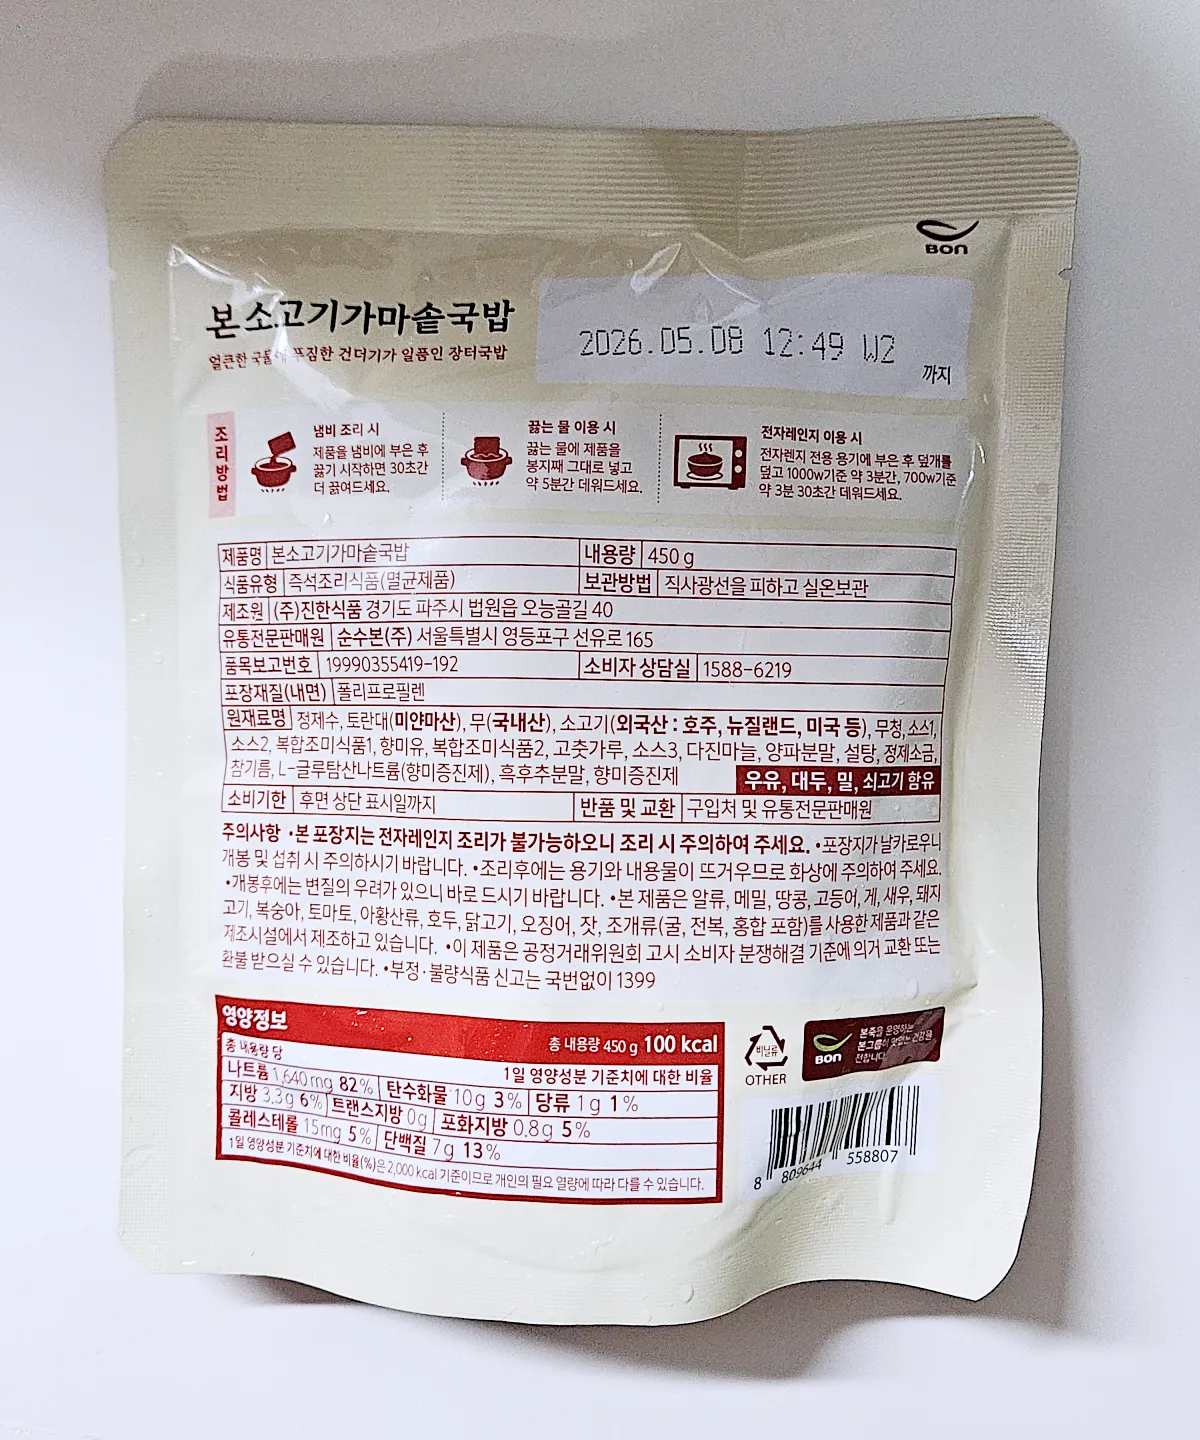 BON
본소고기가마솥국밥
얼큰한 국물에 푸짐한 건더기가 일품인 장터국밥
2026.05.08 12:49 W2
까지
조리방법
냄비 조리 시
제품을 냄비에 부은 후
끓기 시작하면 30초간
더 끓여드세요.
끓는 물 이용 시
끓는 물에 제품을
봉지째 그대로 넣고
약 5분간 데워드세요.
전자레인지 이용 시
전자렌지 전용 용기에 부은 후 덮개를
덮고 1000w기준 약 3분간, 700w기준
약 3분 30초간 데워드세요.
제품명 본소고기가마솥국밥 내용량 450 g
식품유형 즉석조리식품(멸균제품) 보관방법 직사광선을 피하고 실온보관
제조원 (주)진한식품 경기도 파주시 법원읍 오능골길 40
유통전문판매원 순수본(주) 서울특별시 영등포구 선유로 165
품목보고번호 19990355419-192 소비자 상담실 1588-6219
포장재질(내면) 폴리프로필렌
원재료명 정제수, 토란대(미얀마산), 무(국내산), 소고기(외국산 : 호주, 뉴질랜드, 미국 등), 무청, 소스1,
소스2, 복합조미식품1, 향미유, 복합조미식품2, 고춧가루, 소스3, 다진마늘, 양파분말, 설탕, 정제소금,
참기름, L-글루탐산나트륨(향미증진제), 흑후추분말, 향미증진제 우유, 대두, 밀, 쇠고기 함유
소비기한 후면 상단 표시일까지 반품 및 교환 구입처 및 유통전문판매원
주의사항 •본 포장지는 전자레인지 조리가 불가능하오니 조리 시 주의하여 주세요. •포장지가 날카로우니
개봉 및 섭취 시 주의하시기 바랍니다. •조리후에는 용기와 내용물이 뜨거우므로 화상에 주의하여 주세요.
•개봉후에는 변질의 우려가 있으니 바로 드시기 바랍니다. •본 제품은 알류, 메밀, 땅콩, 고등어, 게, 새우, 돼지
고기, 복숭아, 토마토, 아황산류, 호두, 닭고기, 오징어, 잣, 조개류(굴, 전복, 홍합 포함)를 사용한 제품과 같은
제조시설에서 제조하고 있습니다. •이 제품은 공정거래위원회 고시 소비자 분쟁해결 기준에 의거 교환 또는
환불 받으실 수 있습니다. •부정·불량식품 신고는 국번없이 1399
영양정보
총 내용량 450 g 100 kcal
총 내용량 당 1일 영양성분 기준치에 대한 비율
나트륨 1,640 mg 82% 탄수화물 10 g 3% 당류 1 g 1%
지방 3.3 g 6% 트랜스지방 0 g 포화지방 0.8 g 5%
콜레스테롤 15 mg 5% 단백질 7 g 13%
1일 영양성분 기준치에 대한 비율(%)은 2,000 kcal 기준이므로 개인의 필요 열량에 따라 다를 수 있습니다.
비닐류
OTHER
BON
본죽을 운영하는
본그룹이 맛있는 건강을
전합니다.
8 809644 558807